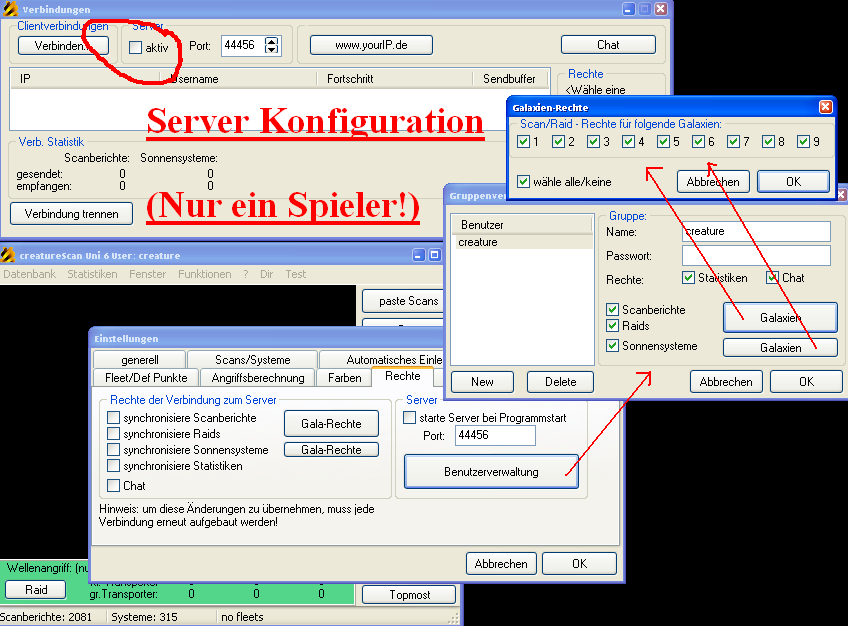 Verbindungen
Clientverbindungen
Server
Verbinden...
aktiv
Port:
44456
www.yourIP.de
Chat
IP
Username
Fortschritt
Sendbuffer
Rechte
<Wähle eine
Server Konfiguration
(Nur ein Spieler!)
Verb. Statistik
Scanberichte: Sonnensysteme:
gesendet: 0 0
empfangen: 0 0
Verbindung trennen
Galaxien-Rechte
Scan/Raid - Rechte für folgende Galaxien:
1 2 3 4 5 6 7 8 9
wähle alle/keine
Abbrechen
OK
Benutzer
creature
New
Delete
Gruppe:
Name: creature
Passwort:
Rechte: Statistiken Chat
Scanberichte
Raids
Galaxien
Sonnensysteme
Galaxien
Abbrechen
OK
creatureScan Uni 6 User: creature
Datenbank Statistiken Fenster Funktionen ? Dir Test
paste Scans
Einstellungen
generell
Scans/Systeme
Fleet/Def Punkte
Angriffsberechnung
Farben
Rechte
Rechte der Verbindung zum Server
synchronisiere Scanberichte
synchronisiere Raids
synchronisiere Sonnensysteme
synchronisiere Statistiken
Chat
Gala-Rechte
Gala-Rechte
Server
starte Server bei Programmstart
Port: 44456
Benutzerverwaltung
Hinweis: um diese Änderungen zu übernehmen, muss jede
Verbindung erneut aufgebaut werden!
Abbrechen
OK
Wellenangriff:
Raid
gr.Transporter: 0 0 0
Topmost
Scanberichte: 2081
Systeme: 315
no fleets